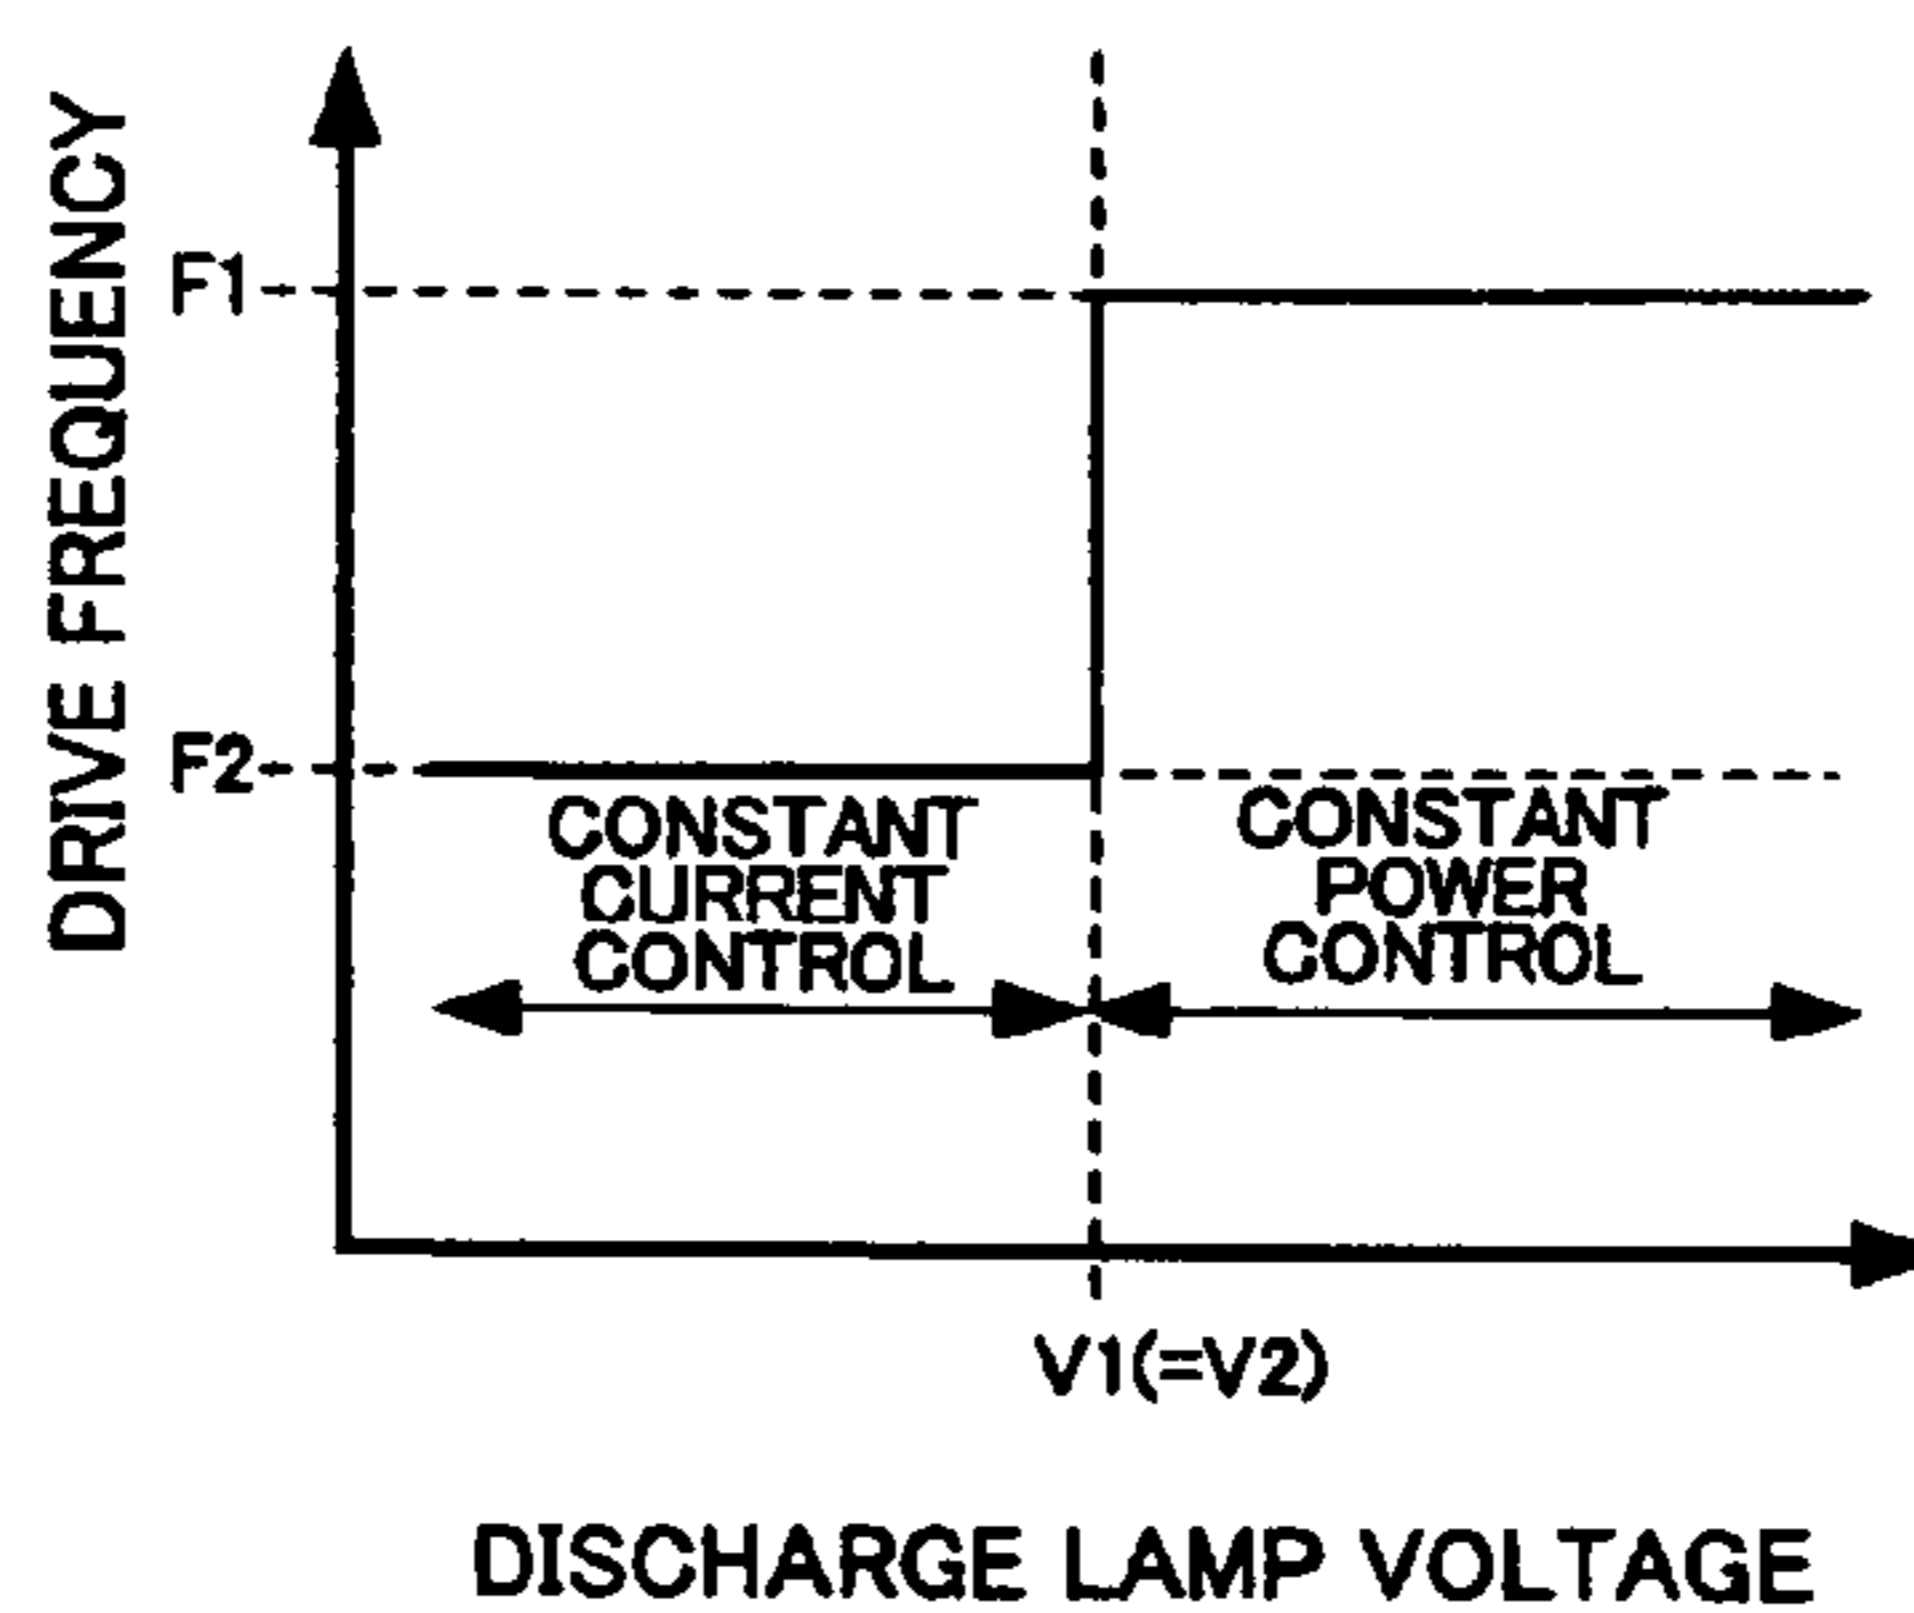 DRIVE FREQUENCY
F1
F2
CONSTANT
CURRENT
CONTROL
CONSTANT
POWER
CONTROL
V1(=V2)
DISCHARGE LAMP VOLTAGE